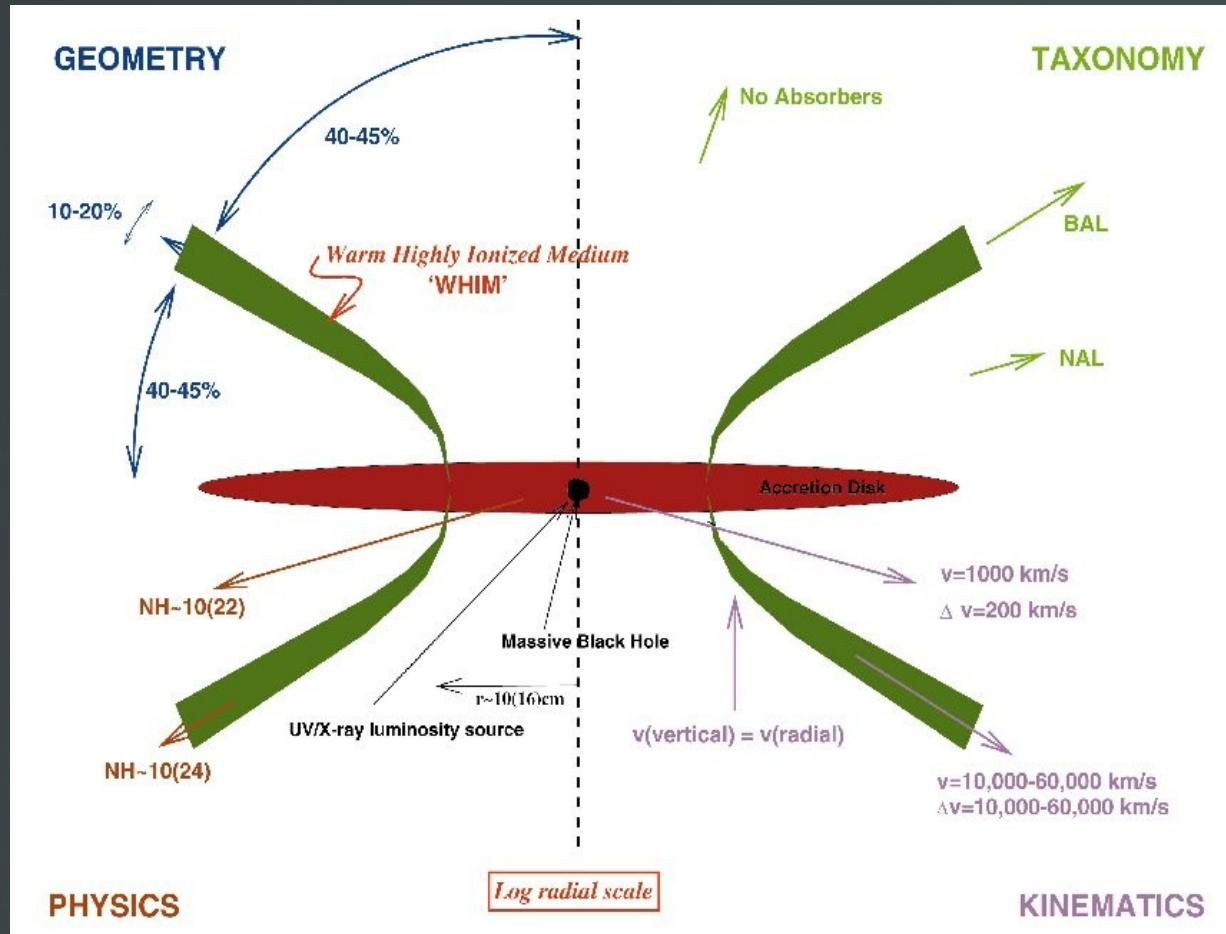 GEOMETRY
TAXONOMY
No Absorbers
40-45%
10-20%
BAL
Warm Highly Ionized Medium
'WHIM'
NAL
40-45%
Accretion Disk
v=1000 km/s
NH~10(22)
Δ v=200 km/s
Massive Black Hole
r~10(16)cm
UV/X-ray luminosity source
v(vertical) = v(radial)
NH~10(24)
v=10,000-60,000 km/s
Δv=10,000-60,000 km/s
Log radial scale
PHYSICS
KINEMATICS